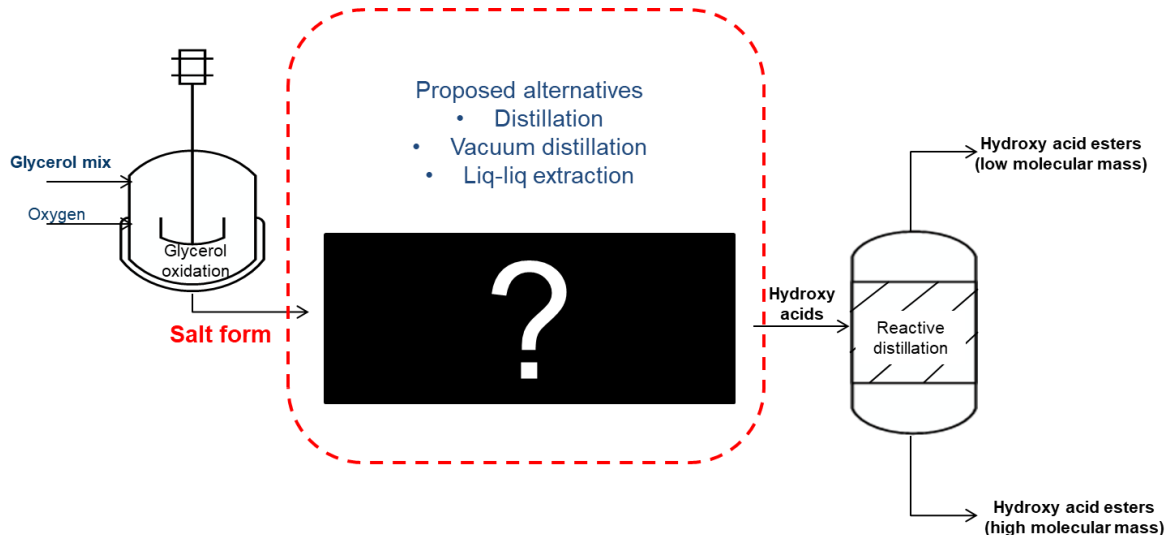 Proposed alternatives
• Distillation
• Vacuum distillation
• Liq-liq extraction
Glycerol mix
Oxygen
Glycerol
oxidation
Salt form
?
Hydroxy
acids
Reactive
distillation
Hydroxy acid esters
(low molecular mass)
Hydroxy acid esters
(high molecular mass)